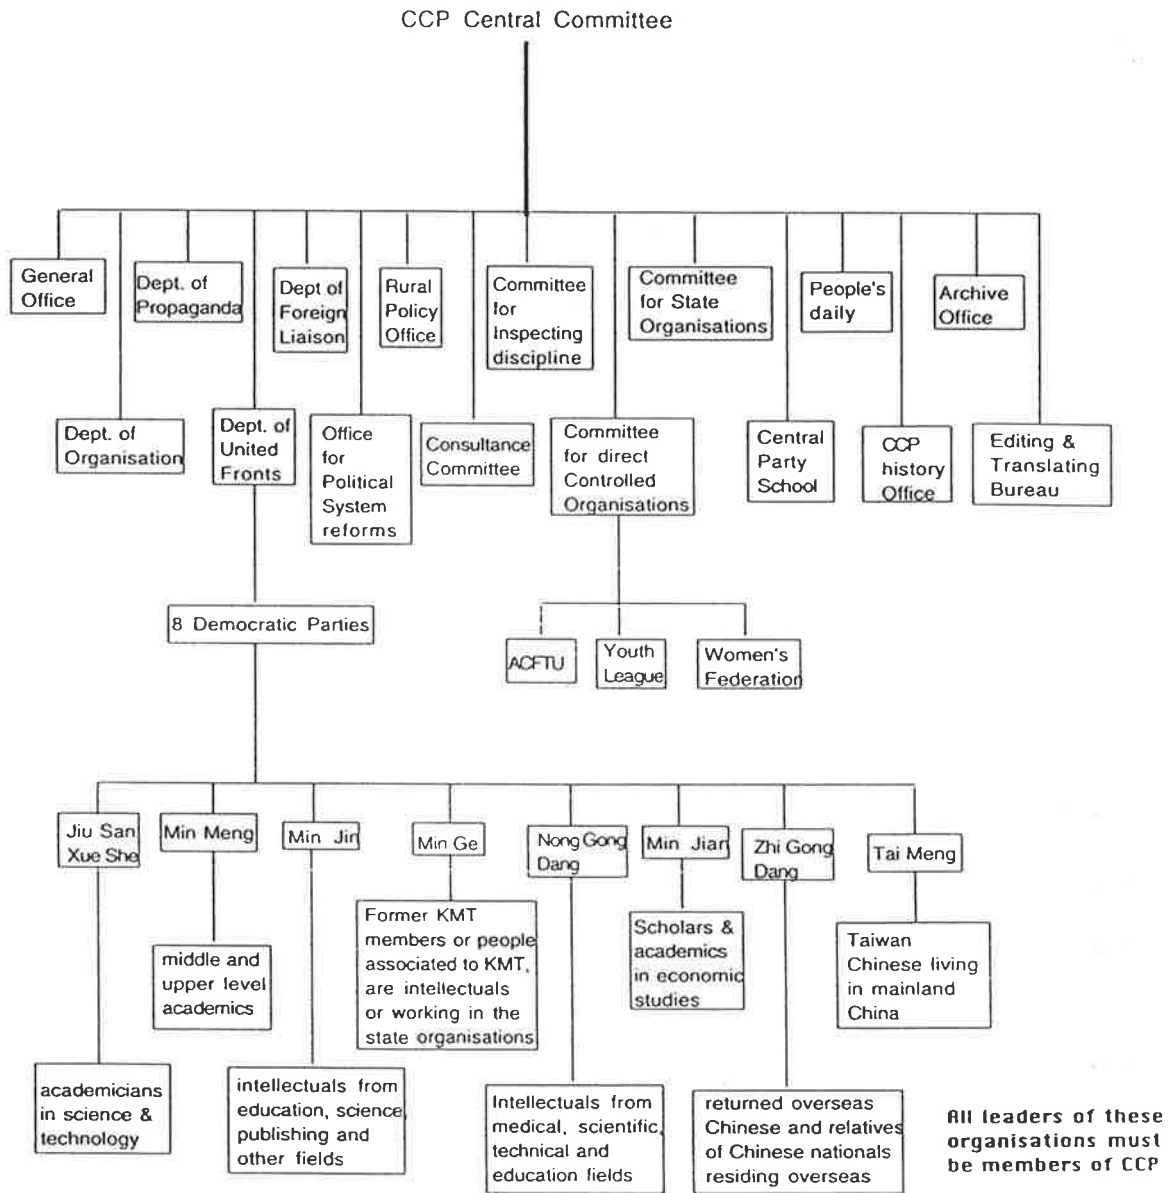 CCP Central Committee
General
Office
Dept. of
Propaganda
Dept of
Foreign
Liaison
Rural
Policy
Office
Committee
for
Inspecting
discipline
Committee
for State
Organisations
People's
daily
Archive
Office
Dept. of
Organisation
Dept. of
United
Fronts
Office
for
Political
System
reforms
Consultance
Committee
Committee
for direct
Controlled
Organisations
Central
Party
School
CCP
history
Office
Editing &
Translating
Bureau
8 Democratic Parties
ACFTU
Youth
League
Women's
Federation
Jiu San
Xue She
Min Meng
Min Jin
Min Ge
Nong Gong
Dang
Min Jian
Zhi Gong
Dang
Tai Meng
middle and
upper level
academics
Former KMT
members or people
associated to KMT,
are intellectuals
or working in the
state organisations
Scholars &
academics
in economic
studies
Taiwan
Chinese living
in mainland
China
academicians
in science &
technology
intellectuals from
education, science,
publishing and
other fields
Intellectuals from
medical, scientific,
technical and
education fields
returned overseas
Chinese and relatives
of Chinese nationals
residing overseas
All leaders of these
organisations must
be members of CCP